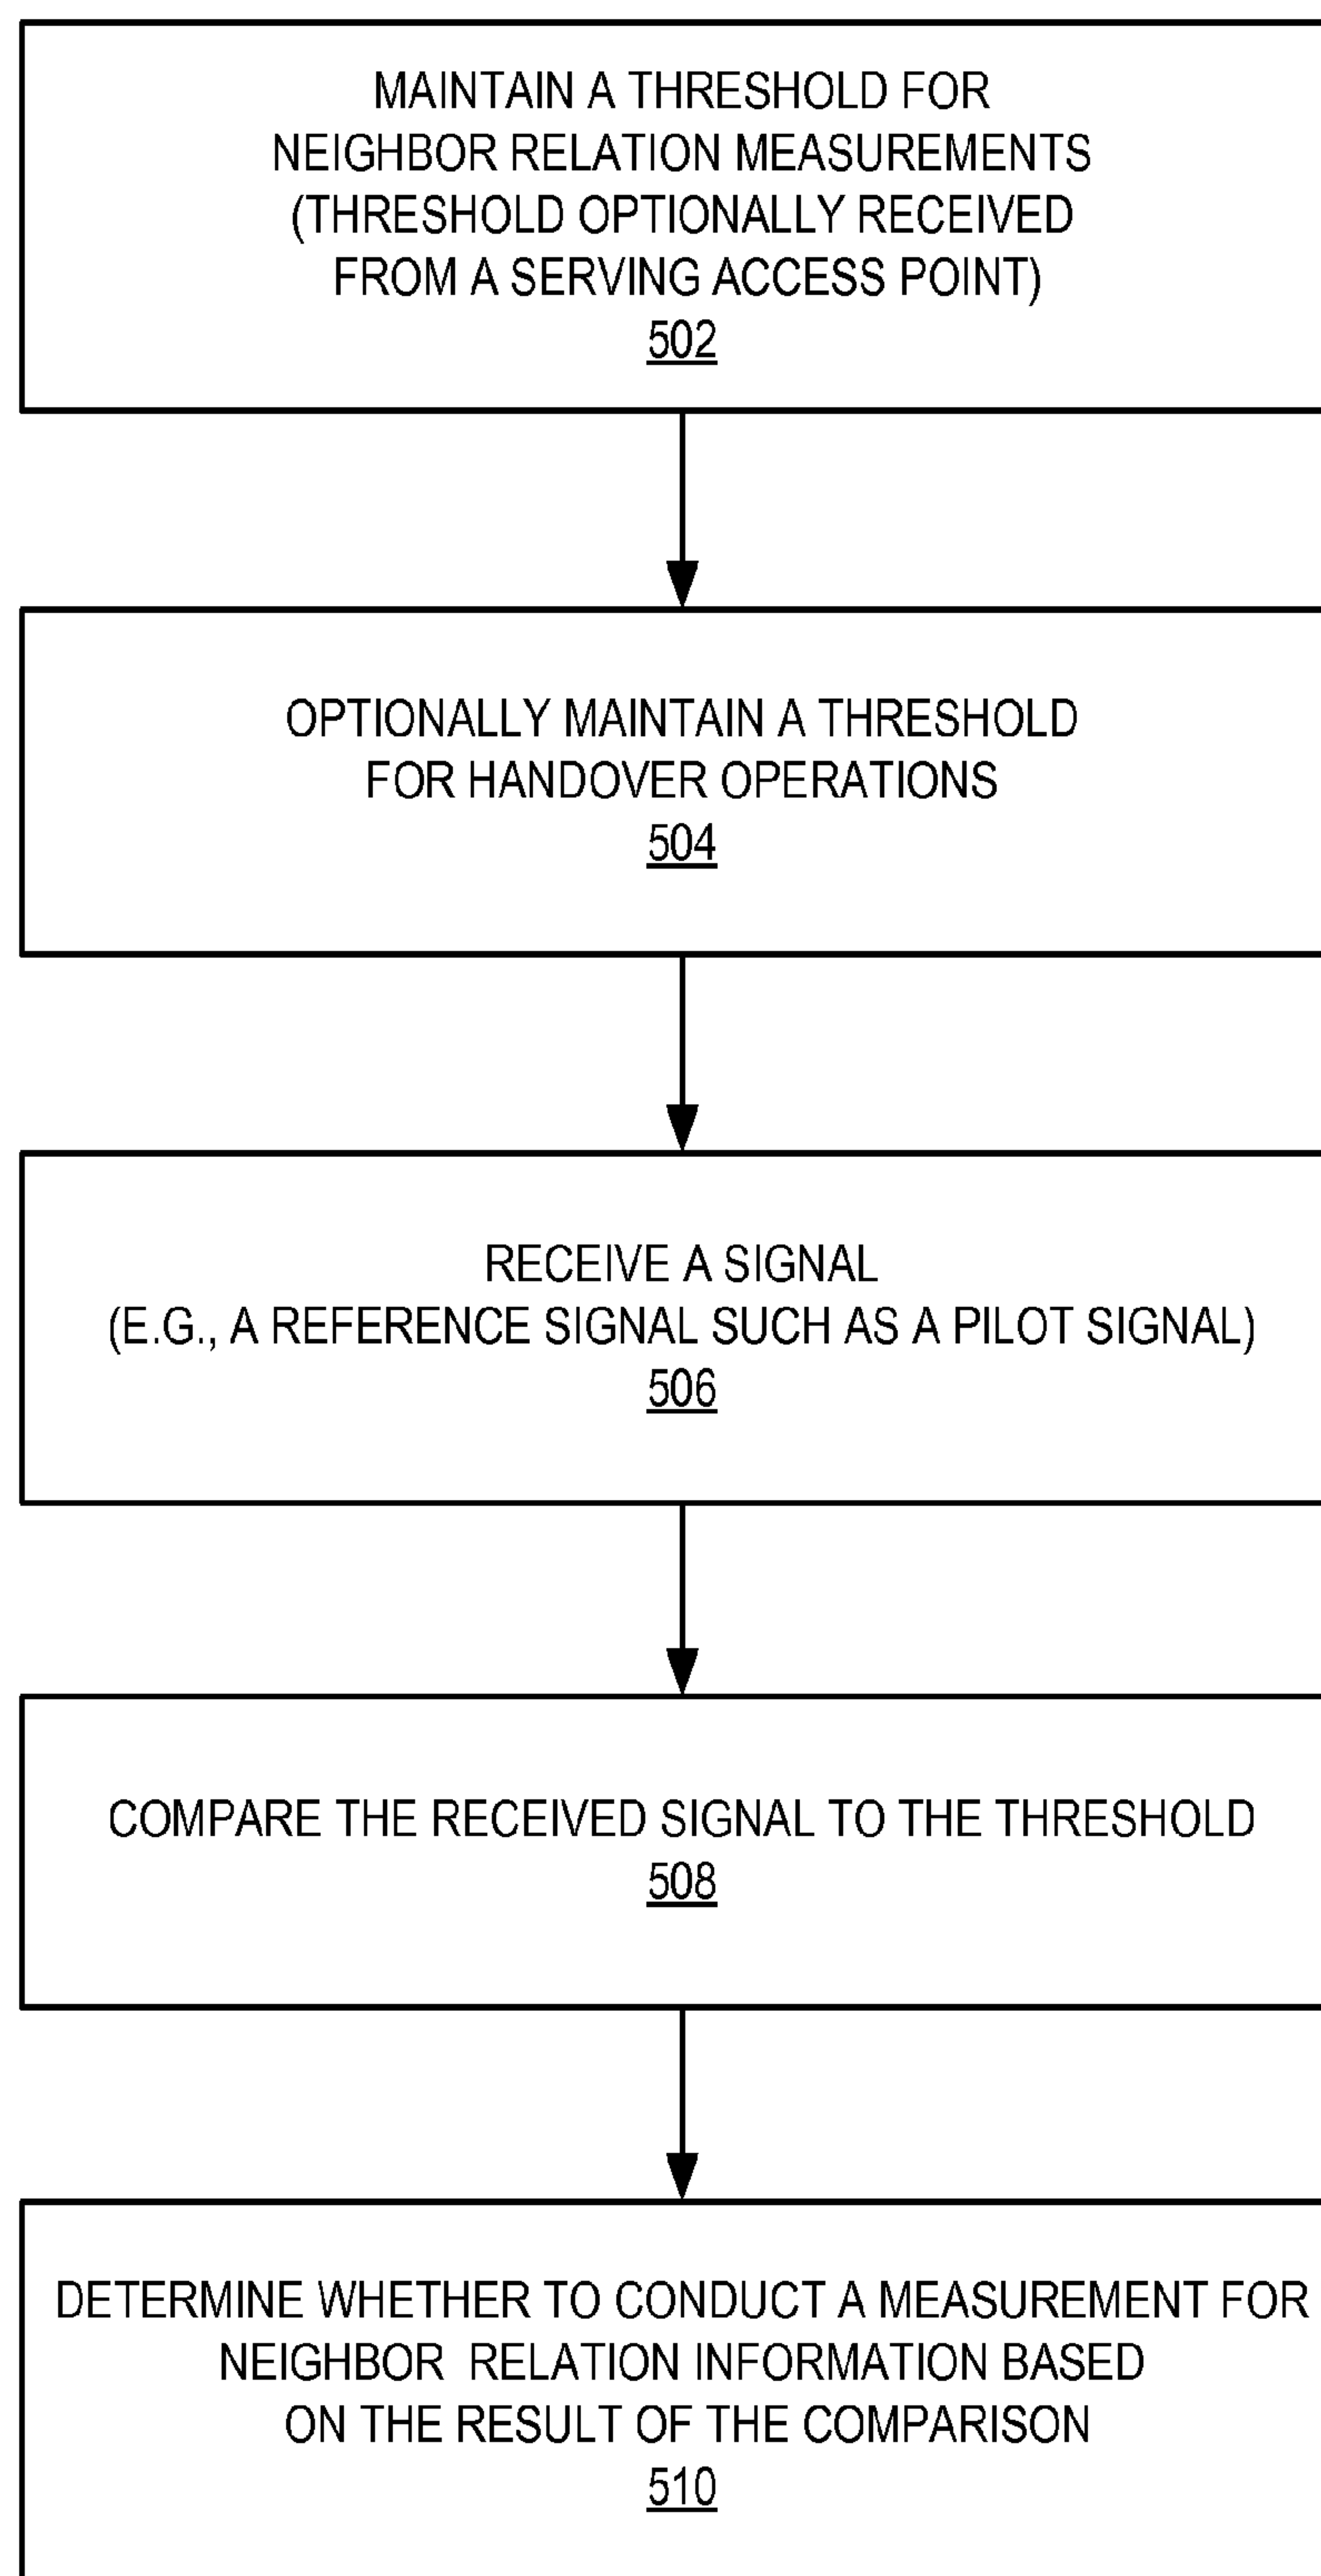 MAINTAIN A THRESHOLD FOR
NEIGHBOR RELATION MEASUREMENTS
(THRESHOLD OPTIONALLY RECEIVED
FROM A SERVING ACCESS POINT)
502
OPTIONALLY MAINTAIN A THRESHOLD
FOR HANDOVER OPERATIONS
504
RECEIVE A SIGNAL
(E.G., A REFERENCE SIGNAL SUCH AS A PILOT SIGNAL)
506
COMPARE THE RECEIVED SIGNAL TO THE THRESHOLD
508
DETERMINE WHETHER TO CONDUCT A MEASUREMENT FOR
NEIGHBOR RELATION INFORMATION BASED
ON THE RESULT OF THE COMPARISON
510